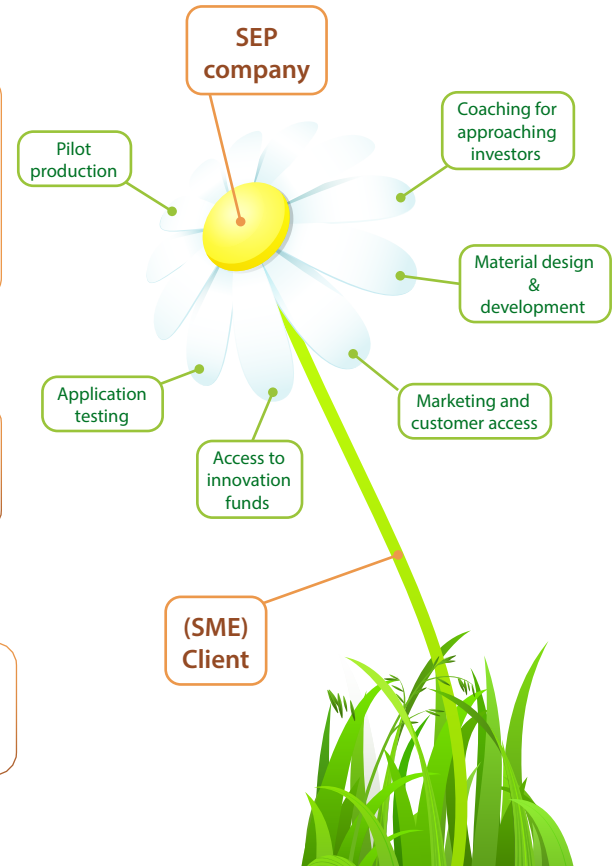 SEP
company
Coaching for
approaching
investors
Pilot
production
Material design
&
development
Application
testing
Marketing and
customer access
Access to
innovation
funds
(SME)
Client